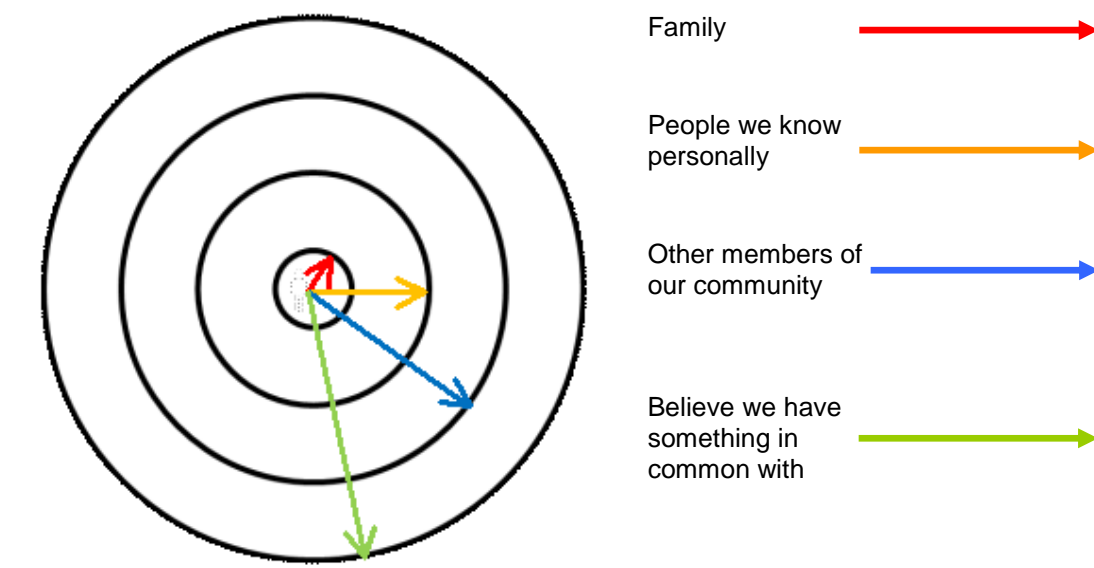 Family
People we know
personally
Other members of
our community
Believe we have
something in
common with